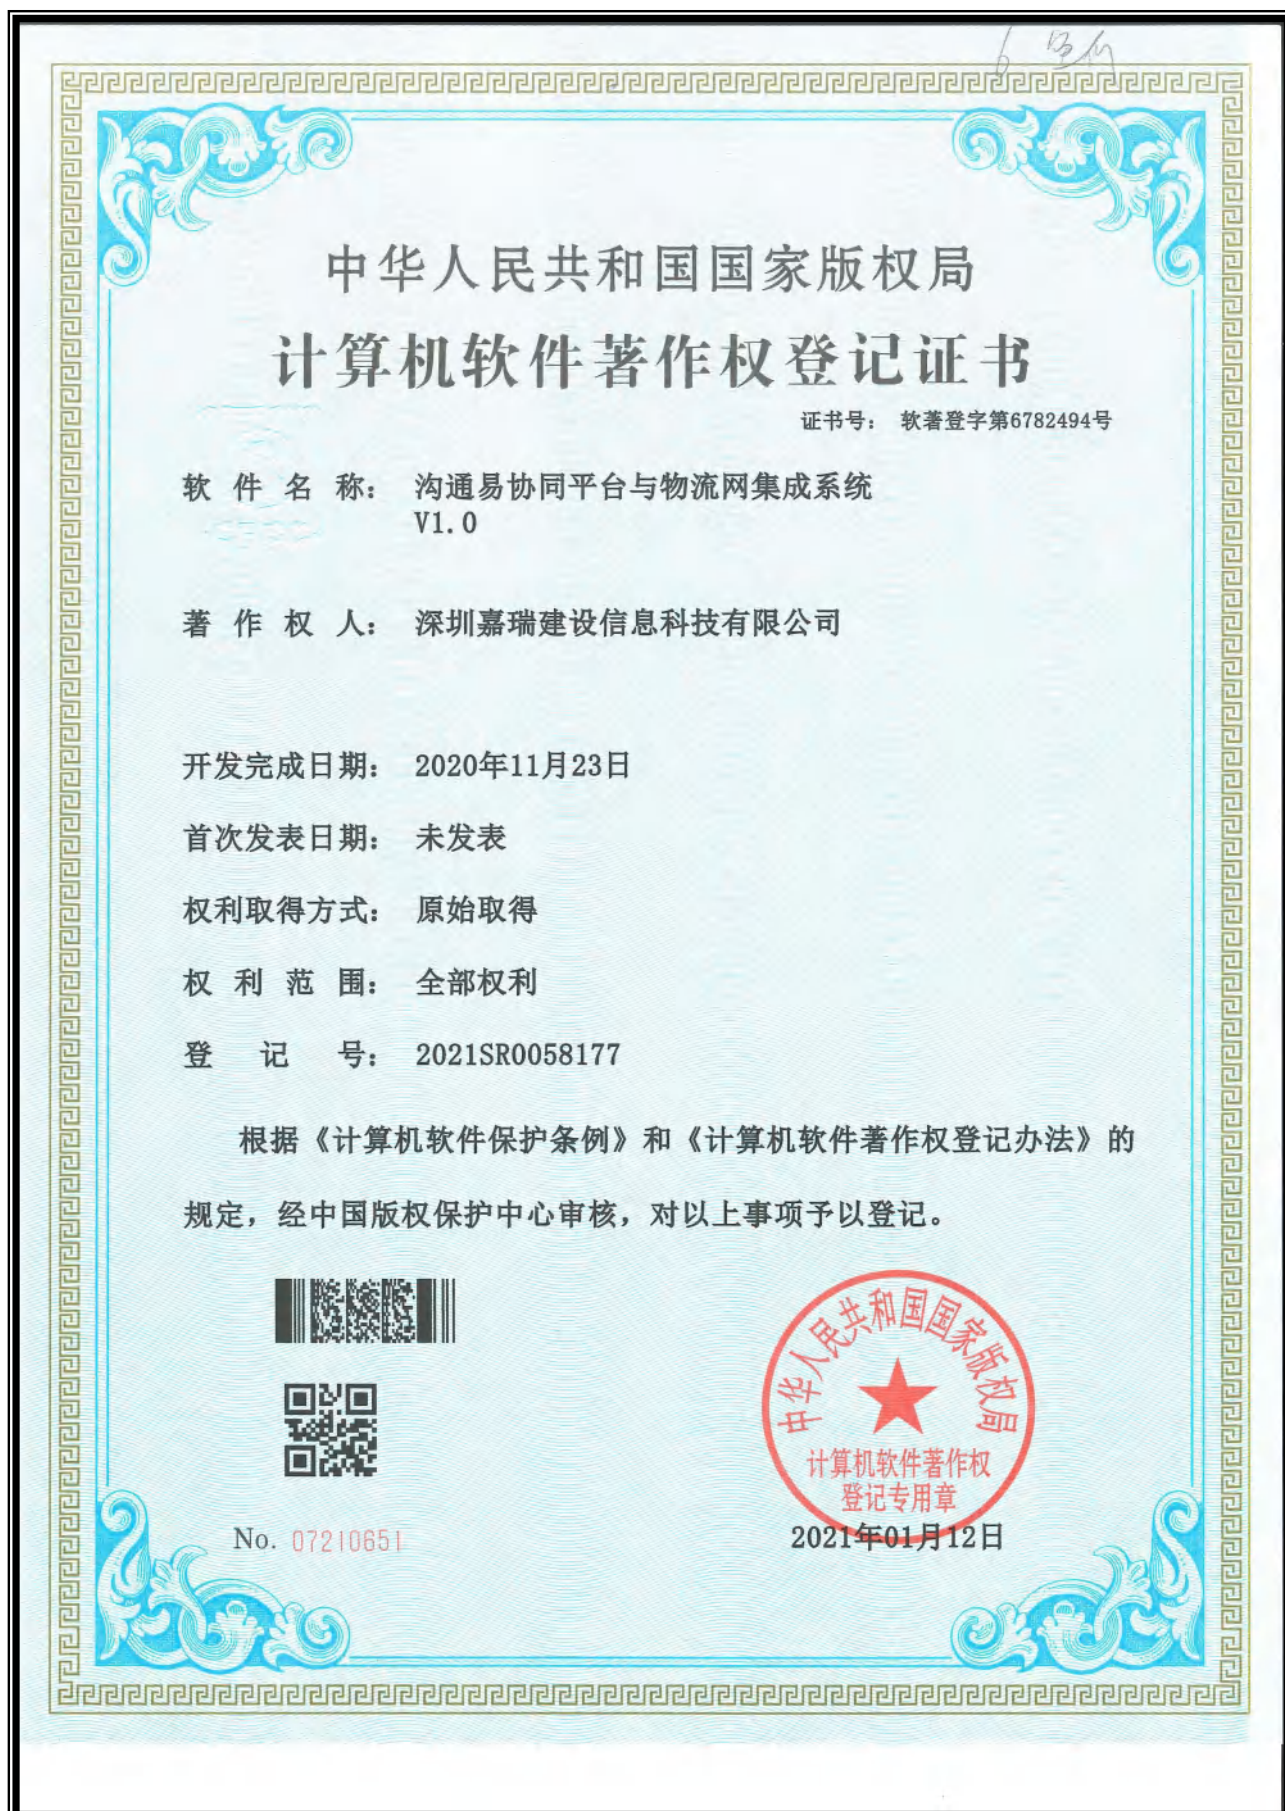 中华人民共和国国家版权局
计算机软件著作权登记证书
证书号： 软著登字第6782494号
软件名称： 沟通易协同平台与物流网集成系统
V1.0
著作权人： 深圳嘉瑞建设信息科技有限公司
开发完成日期： 2020年11月23日
首次发表日期： 未发表
权利取得方式： 原始取得
权利范围： 全部权利
登记号： 2021SR0058177
根据《计算机软件保护条例》和《计算机软件著作权登记办法》的
规定，经中国版权保护中心审核，对以上事项予以登记。
中华人民共和国国家版权局
计算机软件著作权
登记专用章
No. 07210651
2021年01月12日